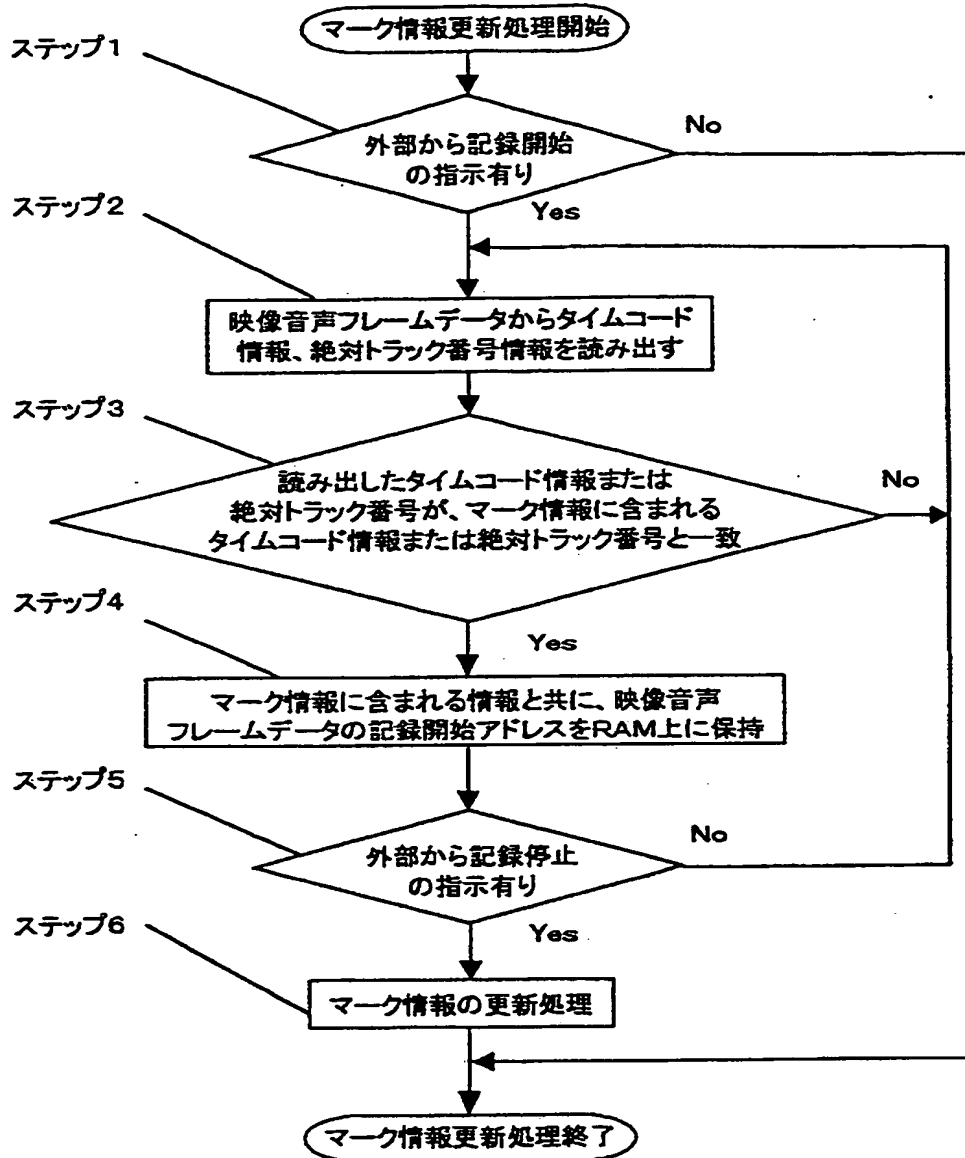 マーク情報更新処理開始
ステップ1
外部から記録開始
の指示有り
No
Yes
ステップ2
映像音声フレームデータからタイムコード
情報、絶対トラック番号情報を読み出す
ステップ3
読み出したタイムコード情報または
絶対トラック番号が、マーク情報に含まれる
タイムコード情報または絶対トラック番号と一致
No
Yes
ステップ4
マーク情報に含まれる情報と共に、映像音声
フレームデータの記録開始アドレスをRAM上に保持
ステップ5
外部から記録停止
の指示有り
No
Yes
ステップ6
マーク情報の更新処理
マーク情報更新処理終了